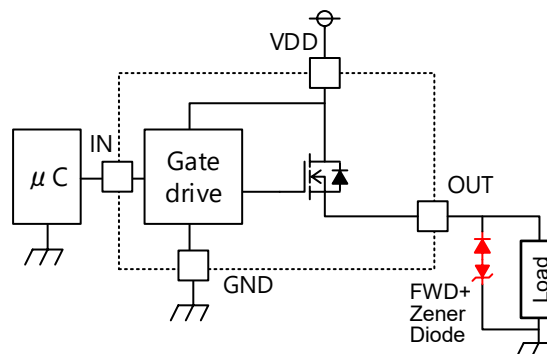 VDD
IN
μC
Gate
drive
OUT
GND
FWD+
Zener
Diode
Load